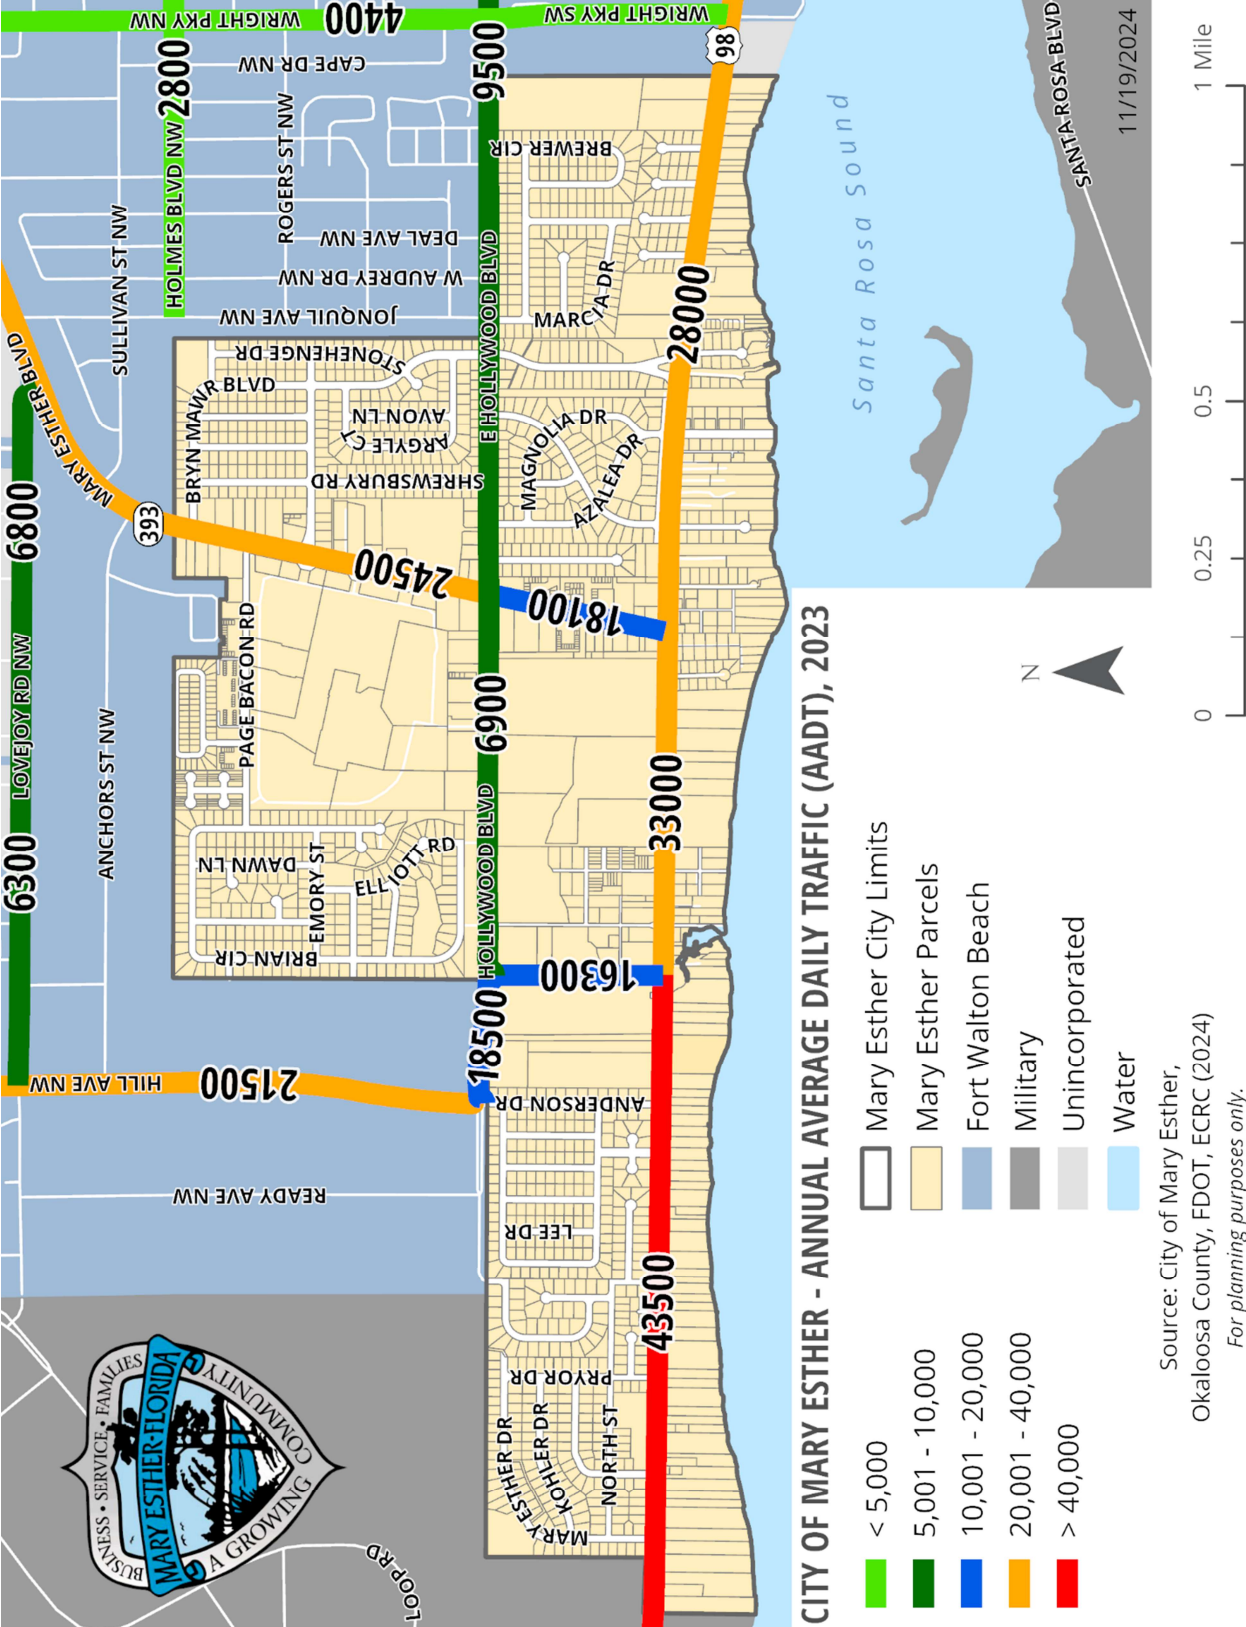 BUSINESS • SERVICE • FAMILIES
MARY ESTHER•FLORIDA
A GROWING COMMUNITY
LOOP RD
6300
LOVEJOY RD NW
6800
MARY ESTHER BLVD
393
SULLIVAN ST NW
ANCHORS ST NW
HOLMES BLVD NW
2800
WRIGHT PKY NW
4400
WRIGHT PKY SW
CAPE DR NW
ROGERS ST NW
DEAL AVE NW
W AUDREY DR NW
JONQUIL AVE NW
HILL AVE NW
21500
READY AVE NW
BRIAN CIR
DAWN LN
EMORY ST
ELLIOTT RD
PAGE BACON RD
24500
BRYN MAWR BLVD
STONEHENGE DR
AVON LN
ARGYLE CT
SHREWSBURY RD
18500
HOLLYWOOD BLVD
6900
E HOLLYWOOD BLVD
9500
16300
18100
MAGNOLIA DR
AZALEA DR
MARCIA DR
BREWER CIR
ANDERSON DR
LEE DR
PRYOR DR
NORTH ST
KOHLER DR
MARY ESTHER DR
43500
33000
28000
98
Santa Rosa Sound
SANTA ROSA BLVD
11/19/2024
CITY OF MARY ESTHER - ANNUAL AVERAGE DAILY TRAFFIC (AADT), 2023
< 5,000
5,001 - 10,000
10,001 - 20,000
20,001 - 40,000
> 40,000
Mary Esther City Limits
Mary Esther Parcels
Fort Walton Beach
Military
Unincorporated
Water
N
0 0.25 0.5 1 Mile
Source: City of Mary Esther,
Okaloosa County, FDOT, ECRC (2024)
For planning purposes only.